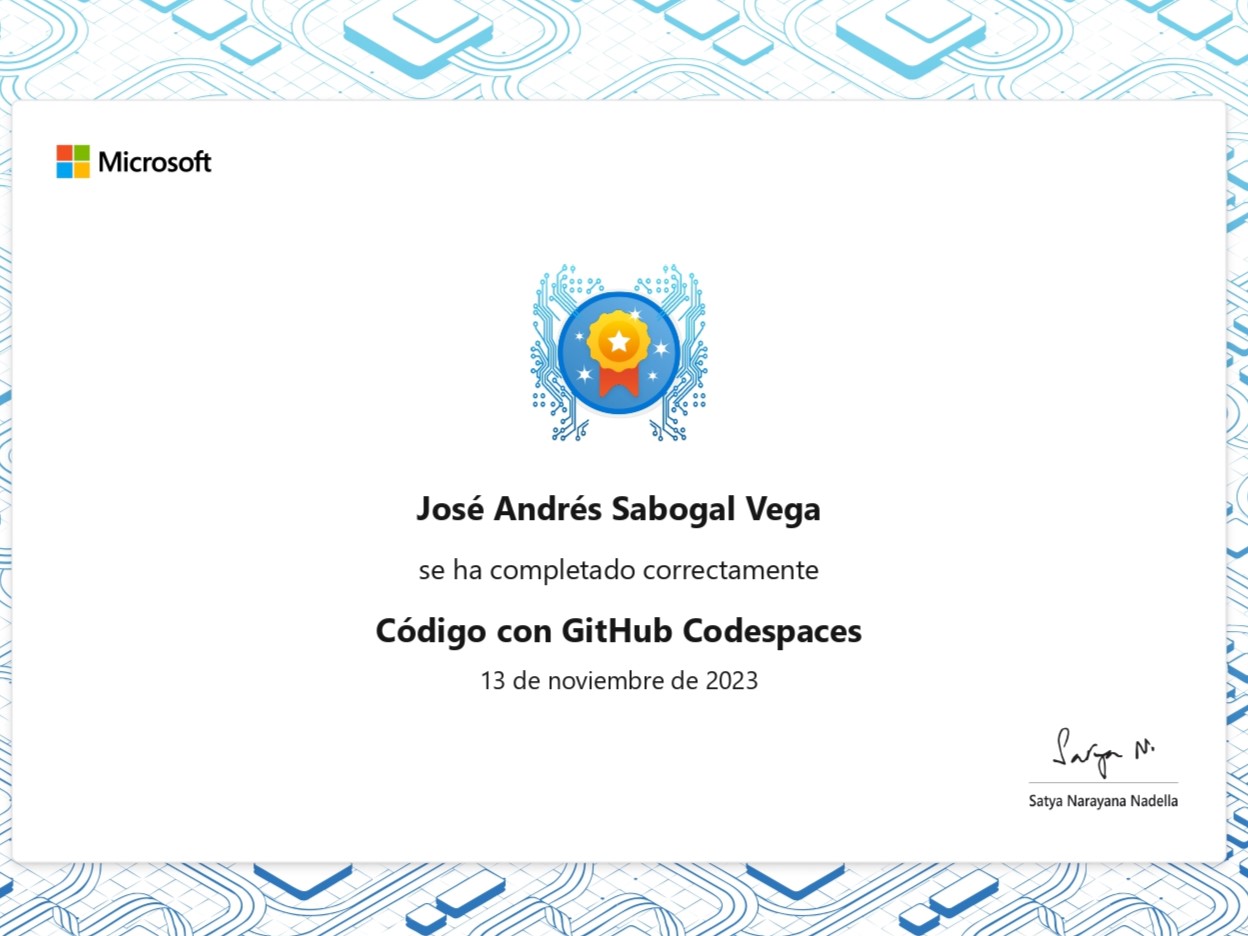 Microsoft
José Andrés Sabogal Vega
se ha completado correctamente
Código con GitHub Codespaces
13 de noviembre de 2023
Satya N.
Satya Narayana Nadella